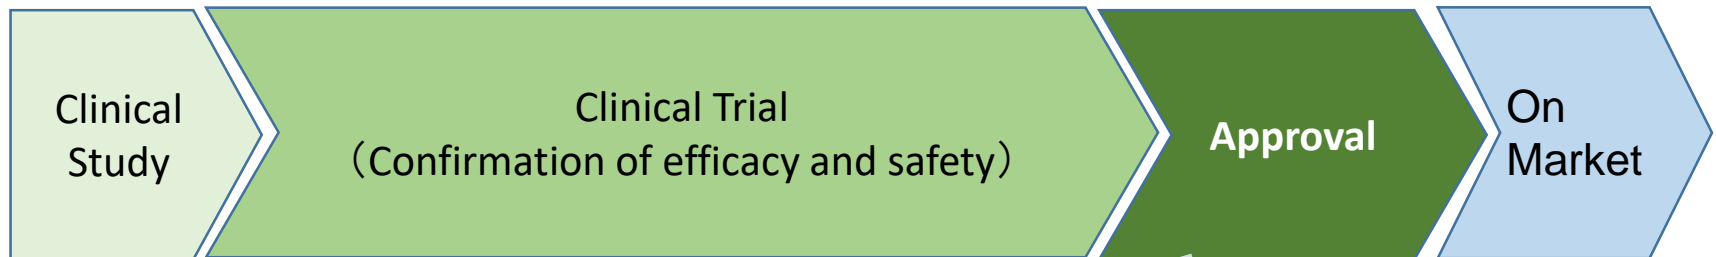 Clinical
Study
Clinical Trial
（Confirmation of efficacy and safety）
Approval
On
Market